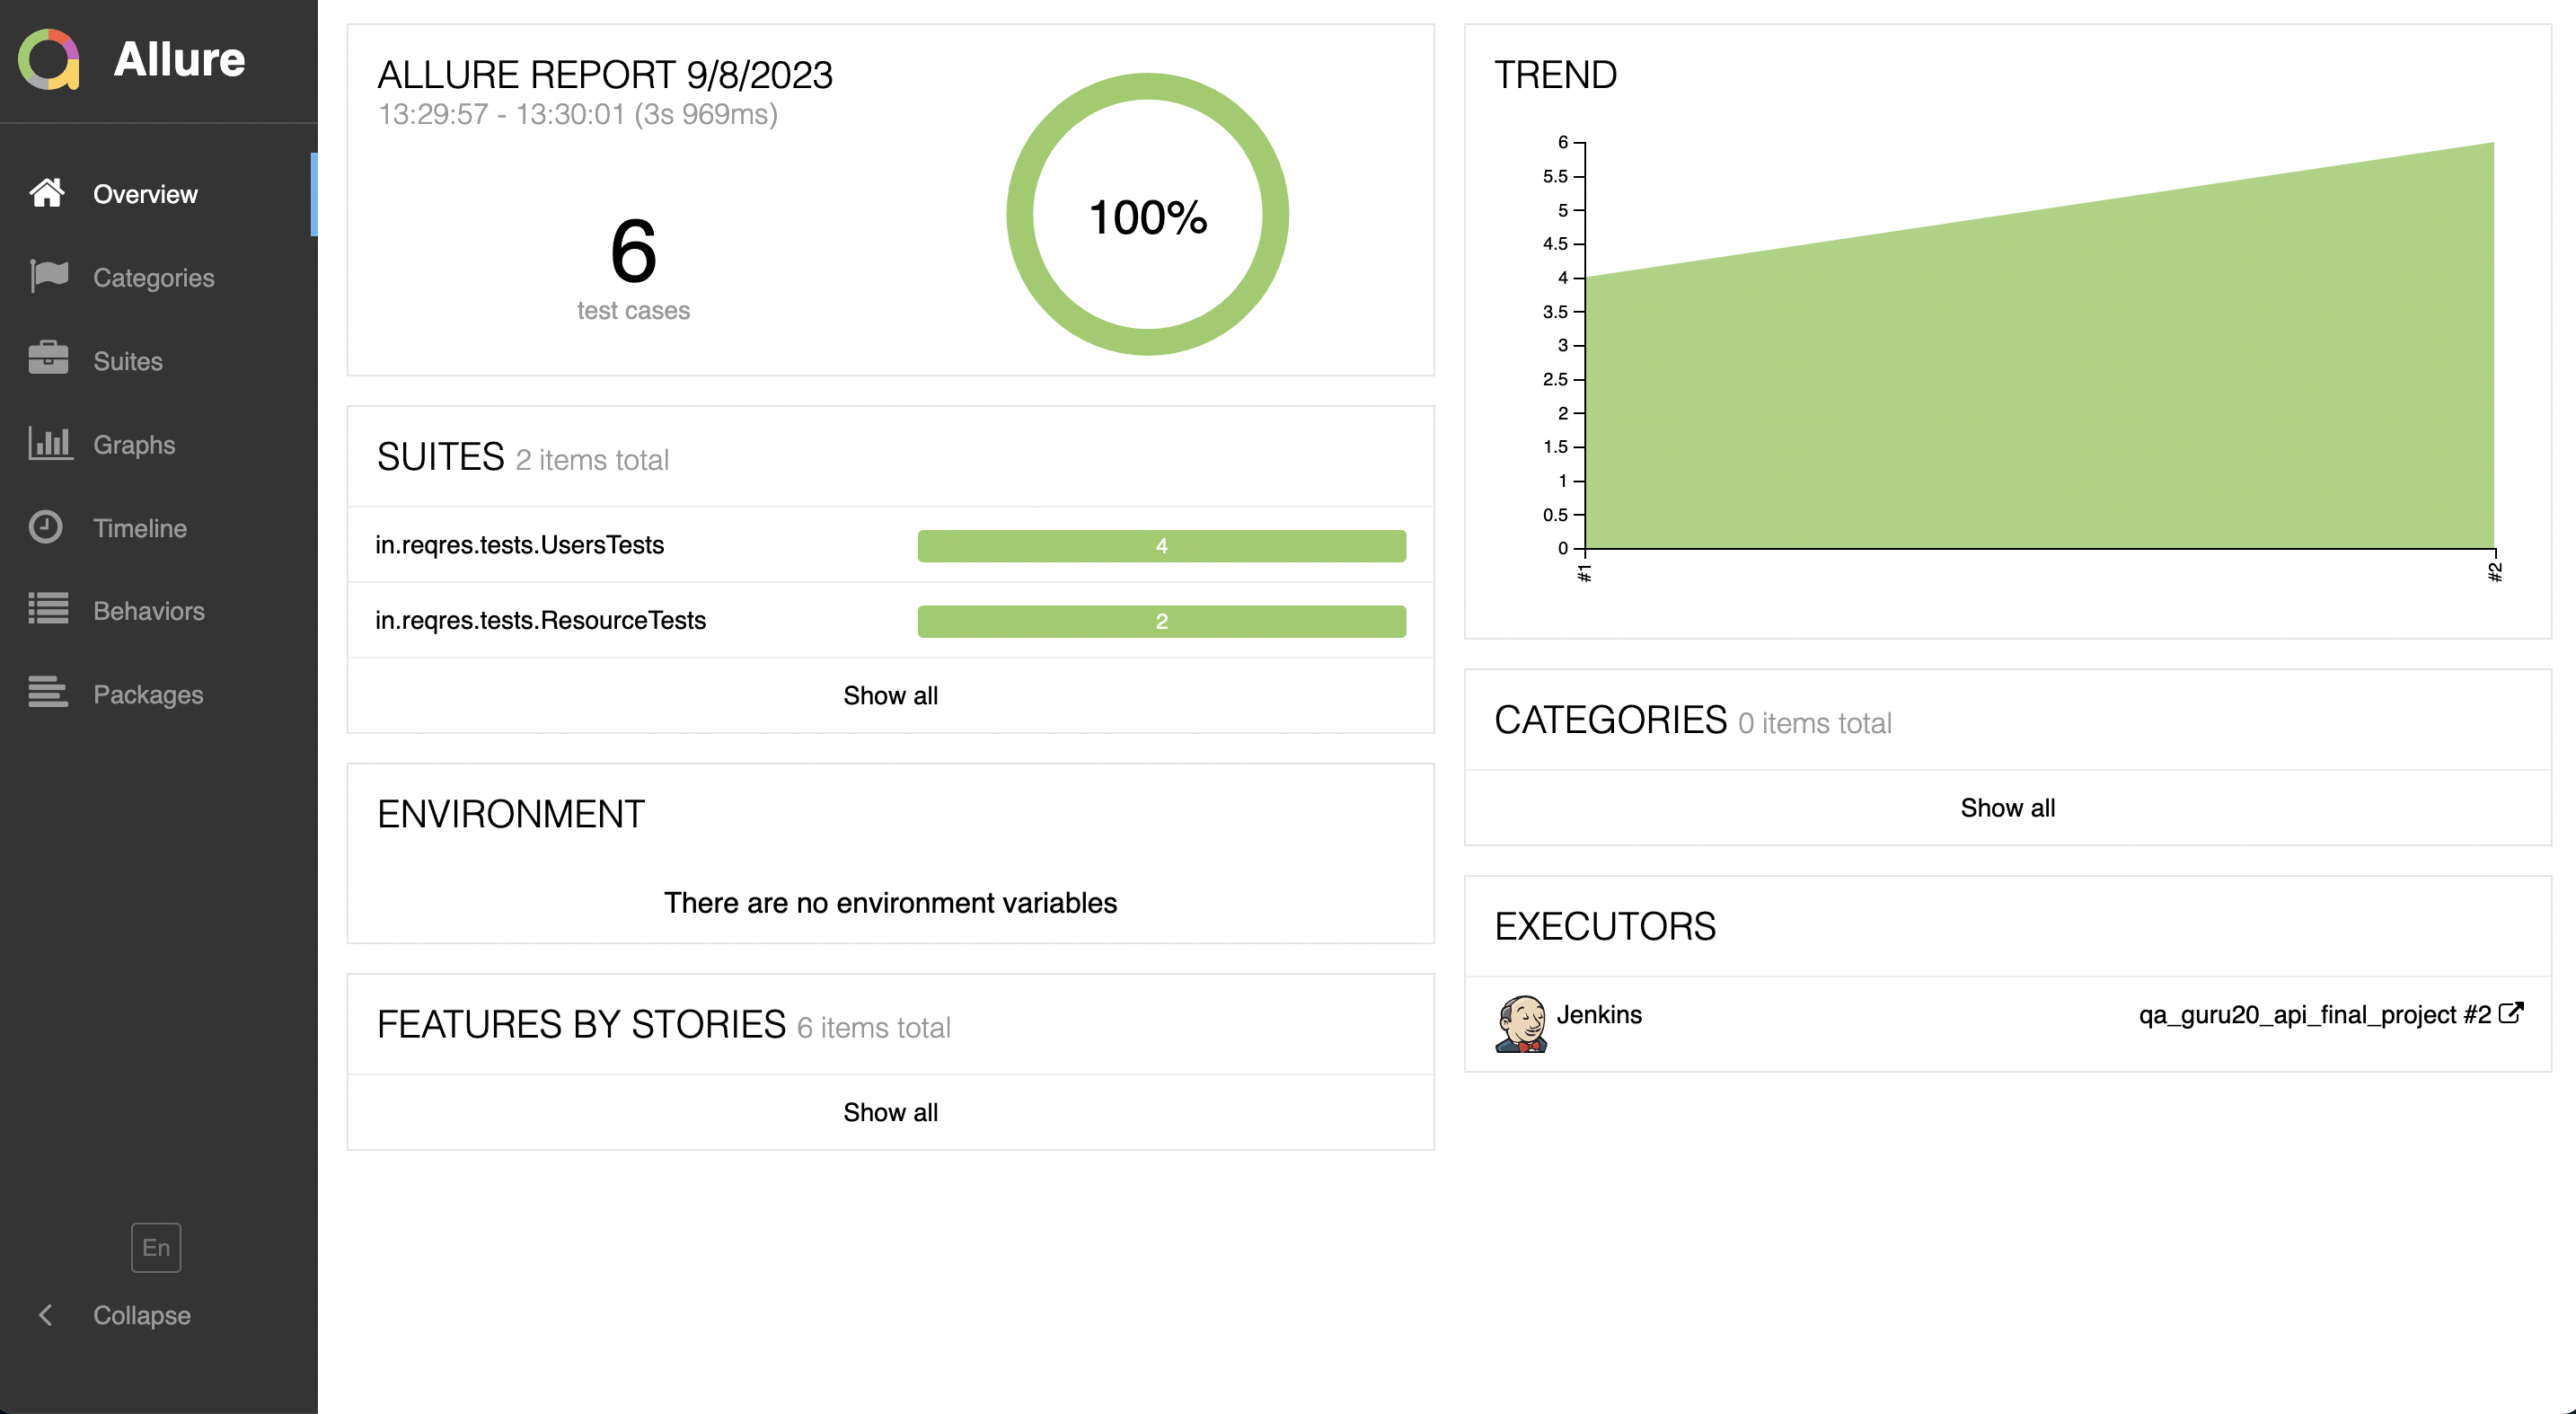 Allure
Overview
Categories
Suites
Graphs
Timeline
Behaviors
Packages
En
Collapse
ALLURE REPORT 9/8/2023
13:29:57 - 13:30:01 (3s 969ms)
6
test cases
100%
SUITES 2 items total
in.reqres.tests.UsersTests 4
in.reqres.tests.ResourceTests 2
Show all
ENVIRONMENT
There are no environment variables
FEATURES BY STORIES 6 items total
Show all
TREND
6
5.5
5
4.5
4
3.5
3
2.5
2
1.5
1
0.5
0
#1 #2
CATEGORIES 0 items total
Show all
EXECUTORS
Jenkins qa_guru20_api_final_project #2